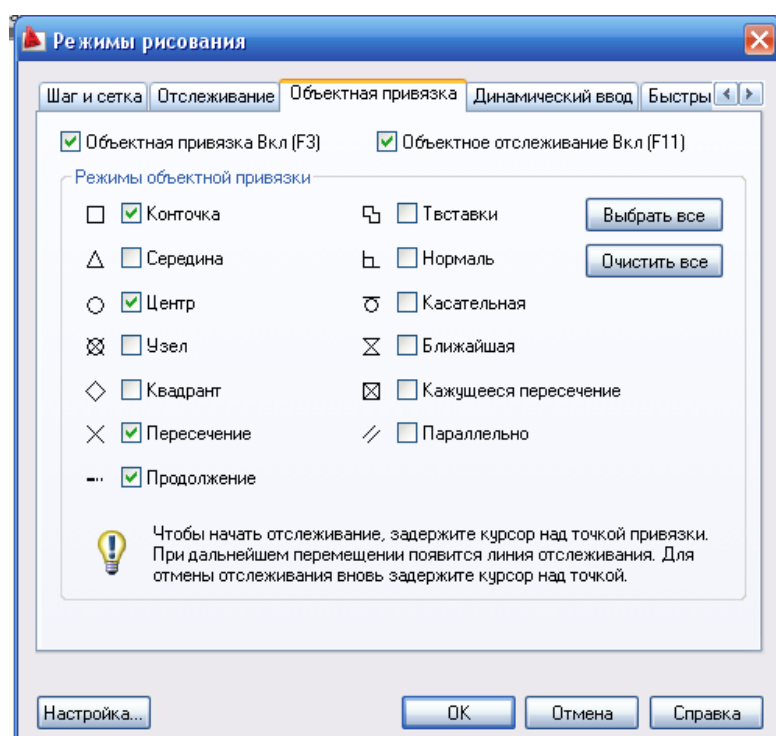 Режимы рисования
Шаг и сетка Отслеживание Объектная привязка Динамический ввод Быстры
Объектная привязка Вкл (F3) Объектное отслеживание Вкл (F11)
Режимы объектной привязки
Конточка Твставки Выбрать все
Середина Нормаль Очистить все
Центр Касательная
Узел Ближайшая
Квадрант Кажущееся пересечение
Пересечение Параллельно
Продолжение
Чтобы начать отслеживание, задержите курсор над точкой привязки.
При дальнейшем перемещении появится линия отслеживания. Для
отмены отслеживания вновь задержите курсор над точкой.
Настройка... OK Отмена Справка